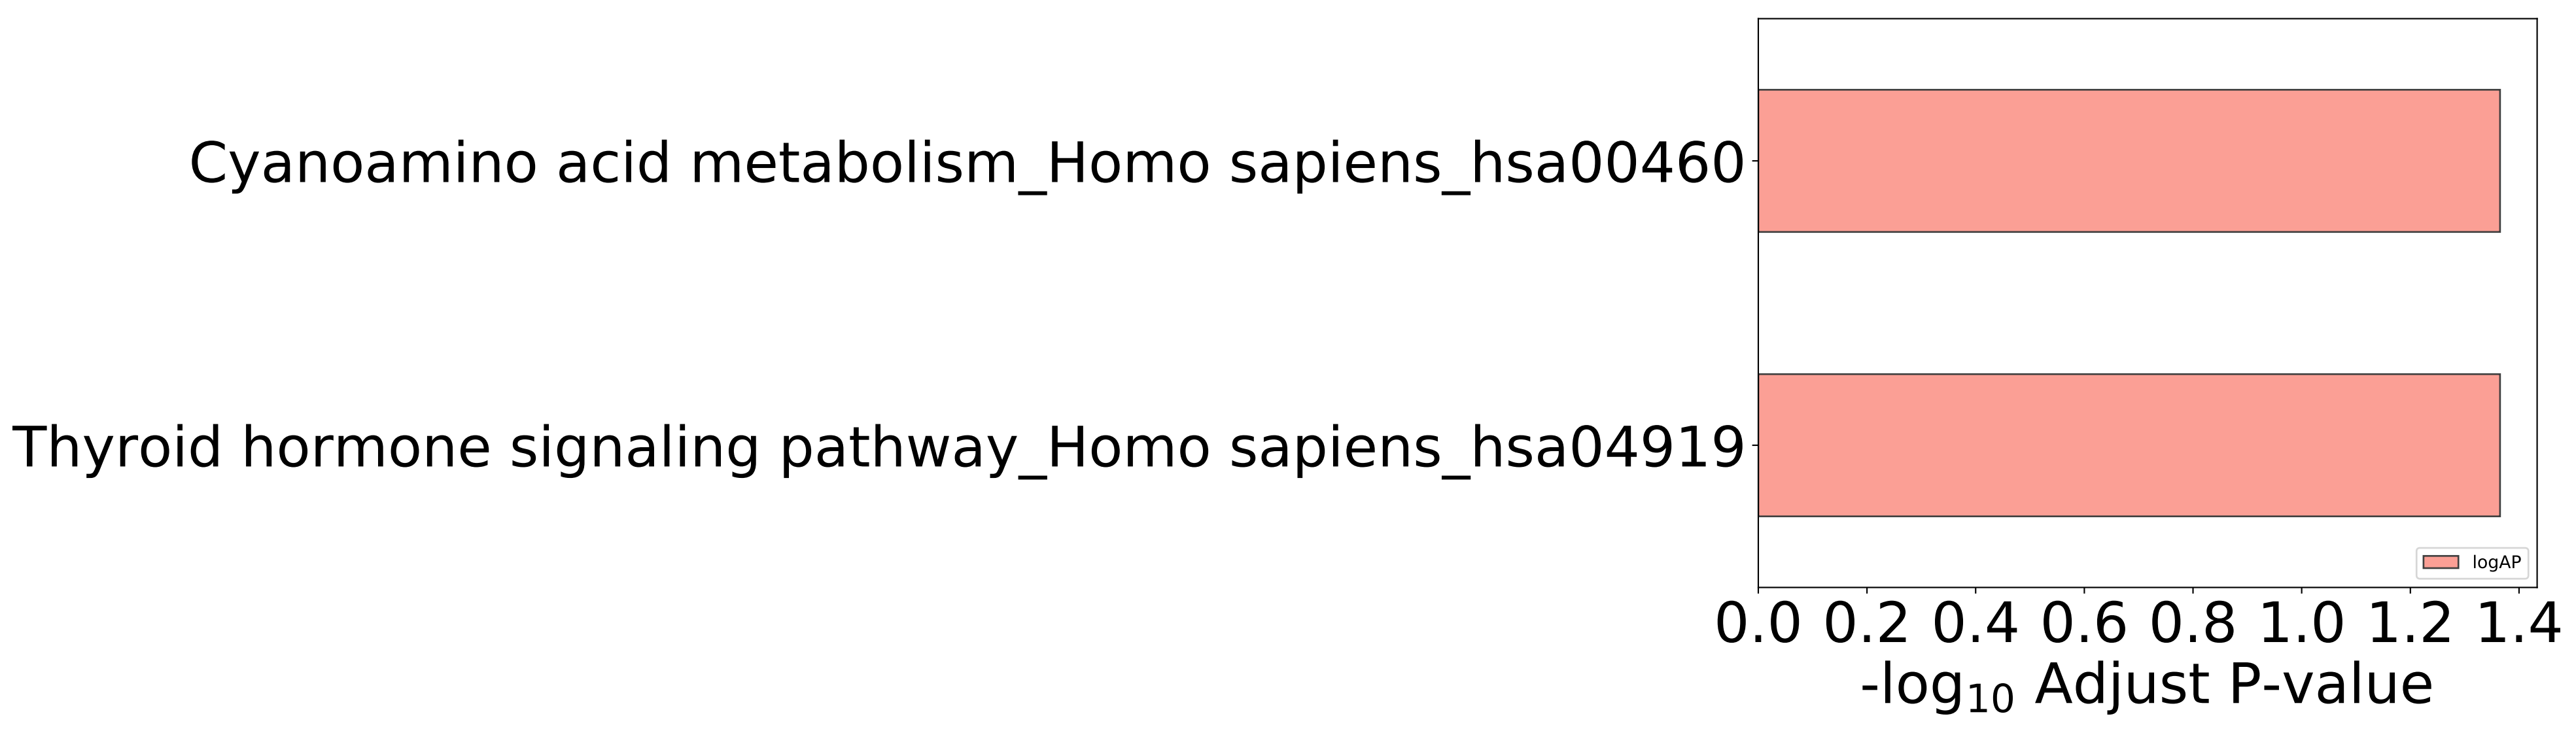 Cyanoamino acid metabolism_Homo sapiens_hsa00460
Thyroid hormone signaling pathway_Homo sapiens_hsa04919
logAP
0.0 0.2 0.4 0.6 0.8 1.0 1.2 1.4
-log10 Adjust P-value